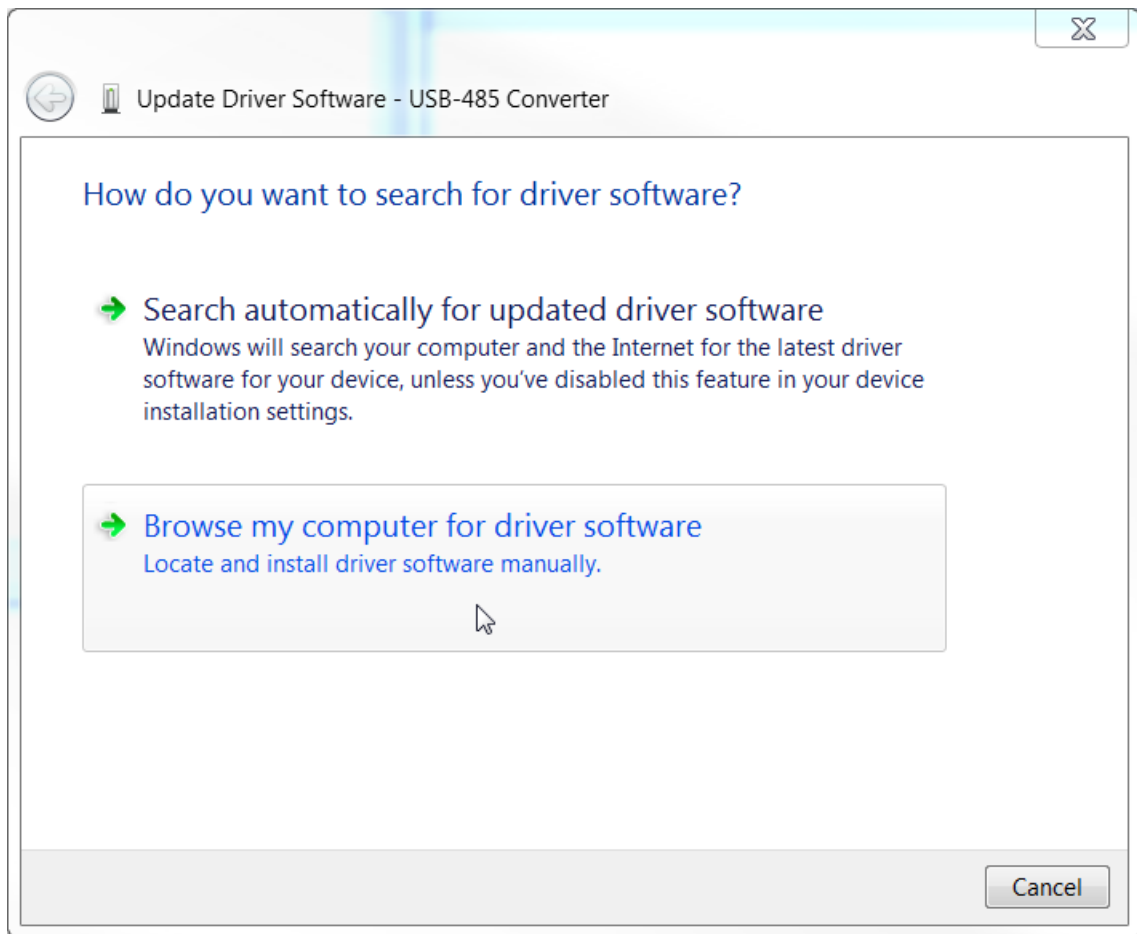 Update Driver Software - USB-485 Converter
How do you want to search for driver software?
Search automatically for updated driver software
Windows will search your computer and the Internet for the latest driver
software for your device, unless you've disabled this feature in your device
installation settings.
Browse my computer for driver software
Locate and install driver software manually.
Cancel